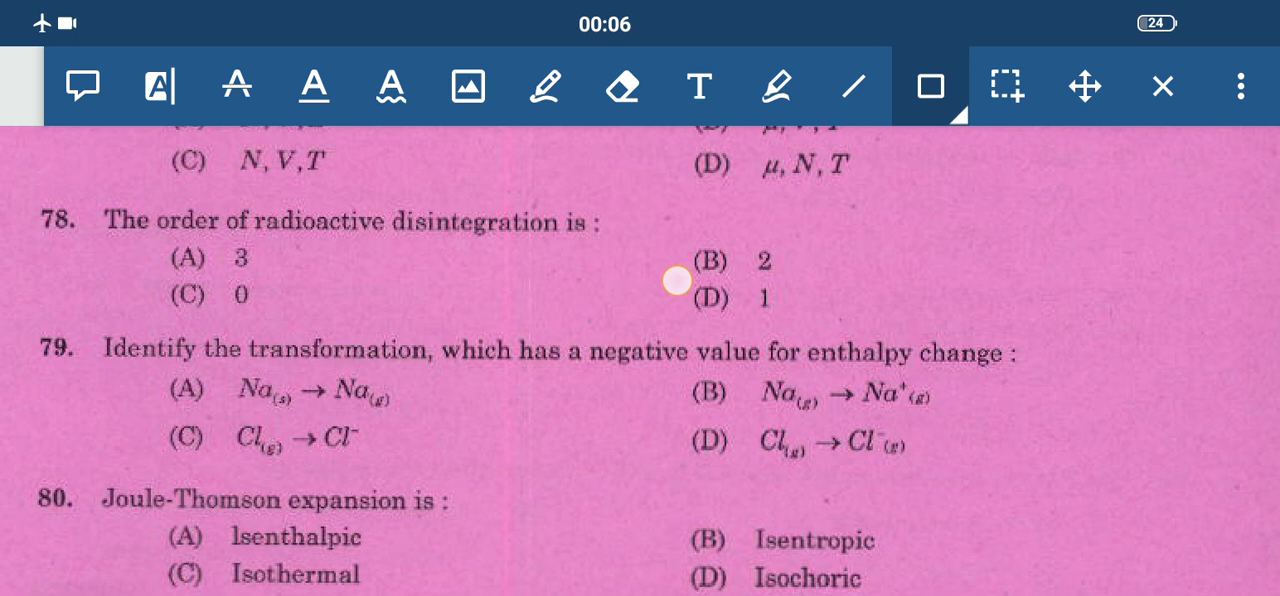 00:06
24
A
A
A
A
T
(C) N, V,T
(D) μ, N, T
78. The order of radioactive disintegration is :
(A) 3
(B) 2
(C) 0
(D) 1
79. Identify the transformation, which has a negative value for enthalpy change :
(A) Na(s) → Na(g)
(B) Na(g) → Na⁺(g)
(C) Cl(g) → Cl⁻
(D) Cl(g) → Cl⁻(g)
80. Joule-Thomson expansion is :
(A) lsenthalpic
(B) Isentropic
(C) Isothermal
(D) Isochoric